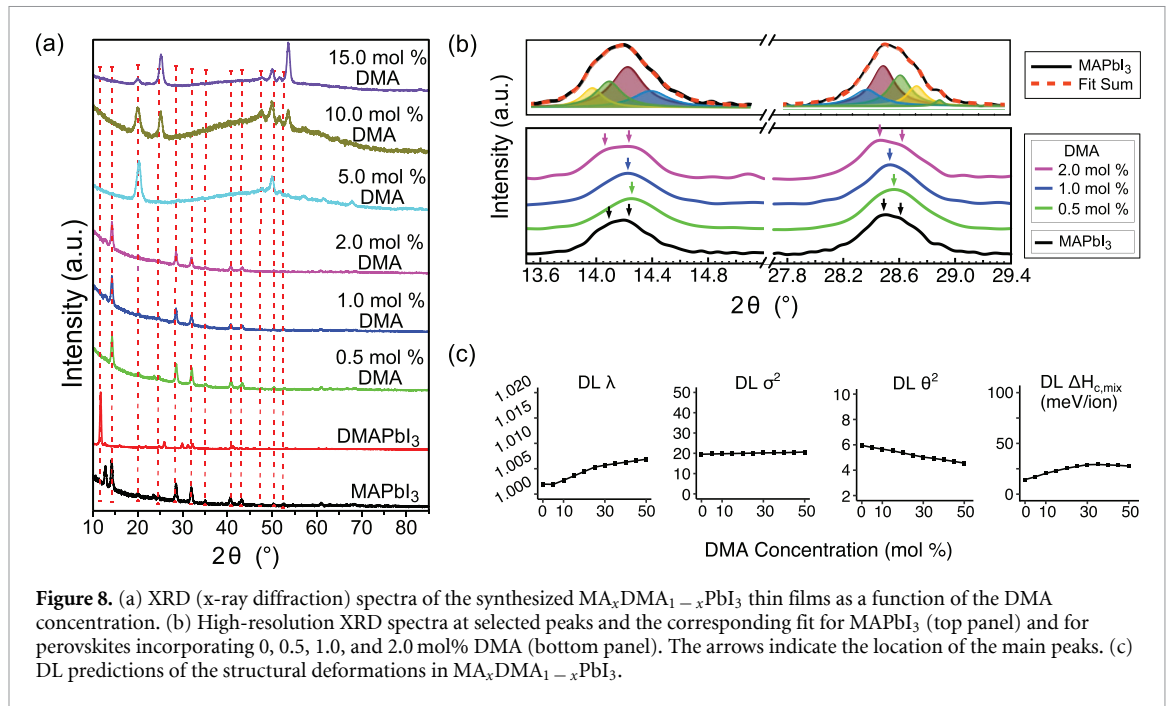 (a)
15.0 mol %
DMA
10.0 mol %
DMA
5.0 mol %
DMA
2.0 mol %
DMA
1.0 mol %
DMA
0.5 mol %
DMA
DMAPbI₃
MAPbI₃
Intensity (a.u.)
10 20 30 40 50 60 70 80
2θ (°)
(b)
MAPbI₃
Fit Sum
DMA
2.0 mol %
1.0 mol %
0.5 mol %
MAPbI₃
Intensity (a.u.)
13.6 14.0 14.4 14.8 27.8 28.2 28.6 29.0 29.4
2θ (°)
(c)
DL λ
1.020
1.015
1.010
1.005
1.000
0 10 30 50
DL σ²
50
40
30
20
10
0
0 10 30 50
DL θ²
10
8
6
4
2
0 10 30 50
DL ΔH_c,mix
(meV/ion)
100
50
0
0 10 30 50
DMA Concentration (mol %)
Figure 8. (a) XRD (x-ray diffraction) spectra of the synthesized MAₓDMA₁₋ₓPbI₃ thin films as a function of the DMA
concentration. (b) High-resolution XRD spectra at selected peaks and the corresponding fit for MAPbI₃ (top panel) and for
perovskites incorporating 0, 0.5, 1.0, and 2.0 mol% DMA (bottom panel). The arrows indicate the location of the main peaks. (c)
DL predictions of the structural deformations in MAₓDMA₁₋ₓPbI₃.